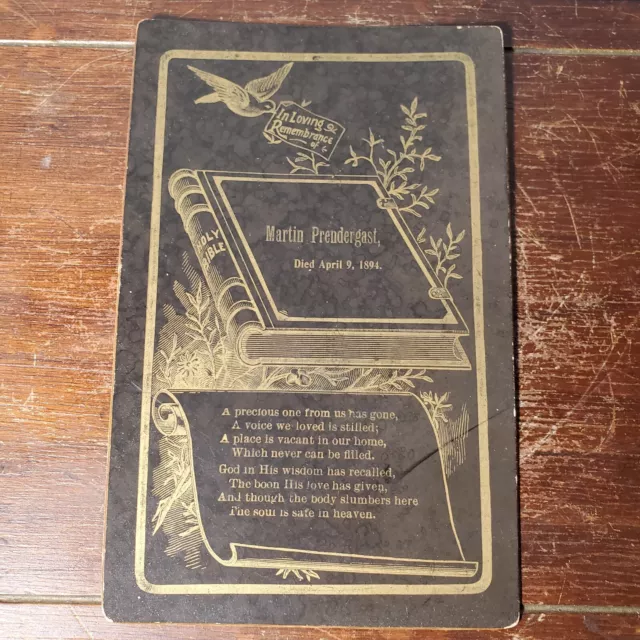 In Loving
Remembrance
of
HOLY
BIBLE
Martin Prendergast,
Died April 9, 1894.
A precious one from us has gone,
A voice we loved is stilled;
A place is vacant in our home,
Which never can be filled.
God in His wisdom has recalled,
The boon His love has given,
And though the body slumbers here
The soul is safe in heaven.